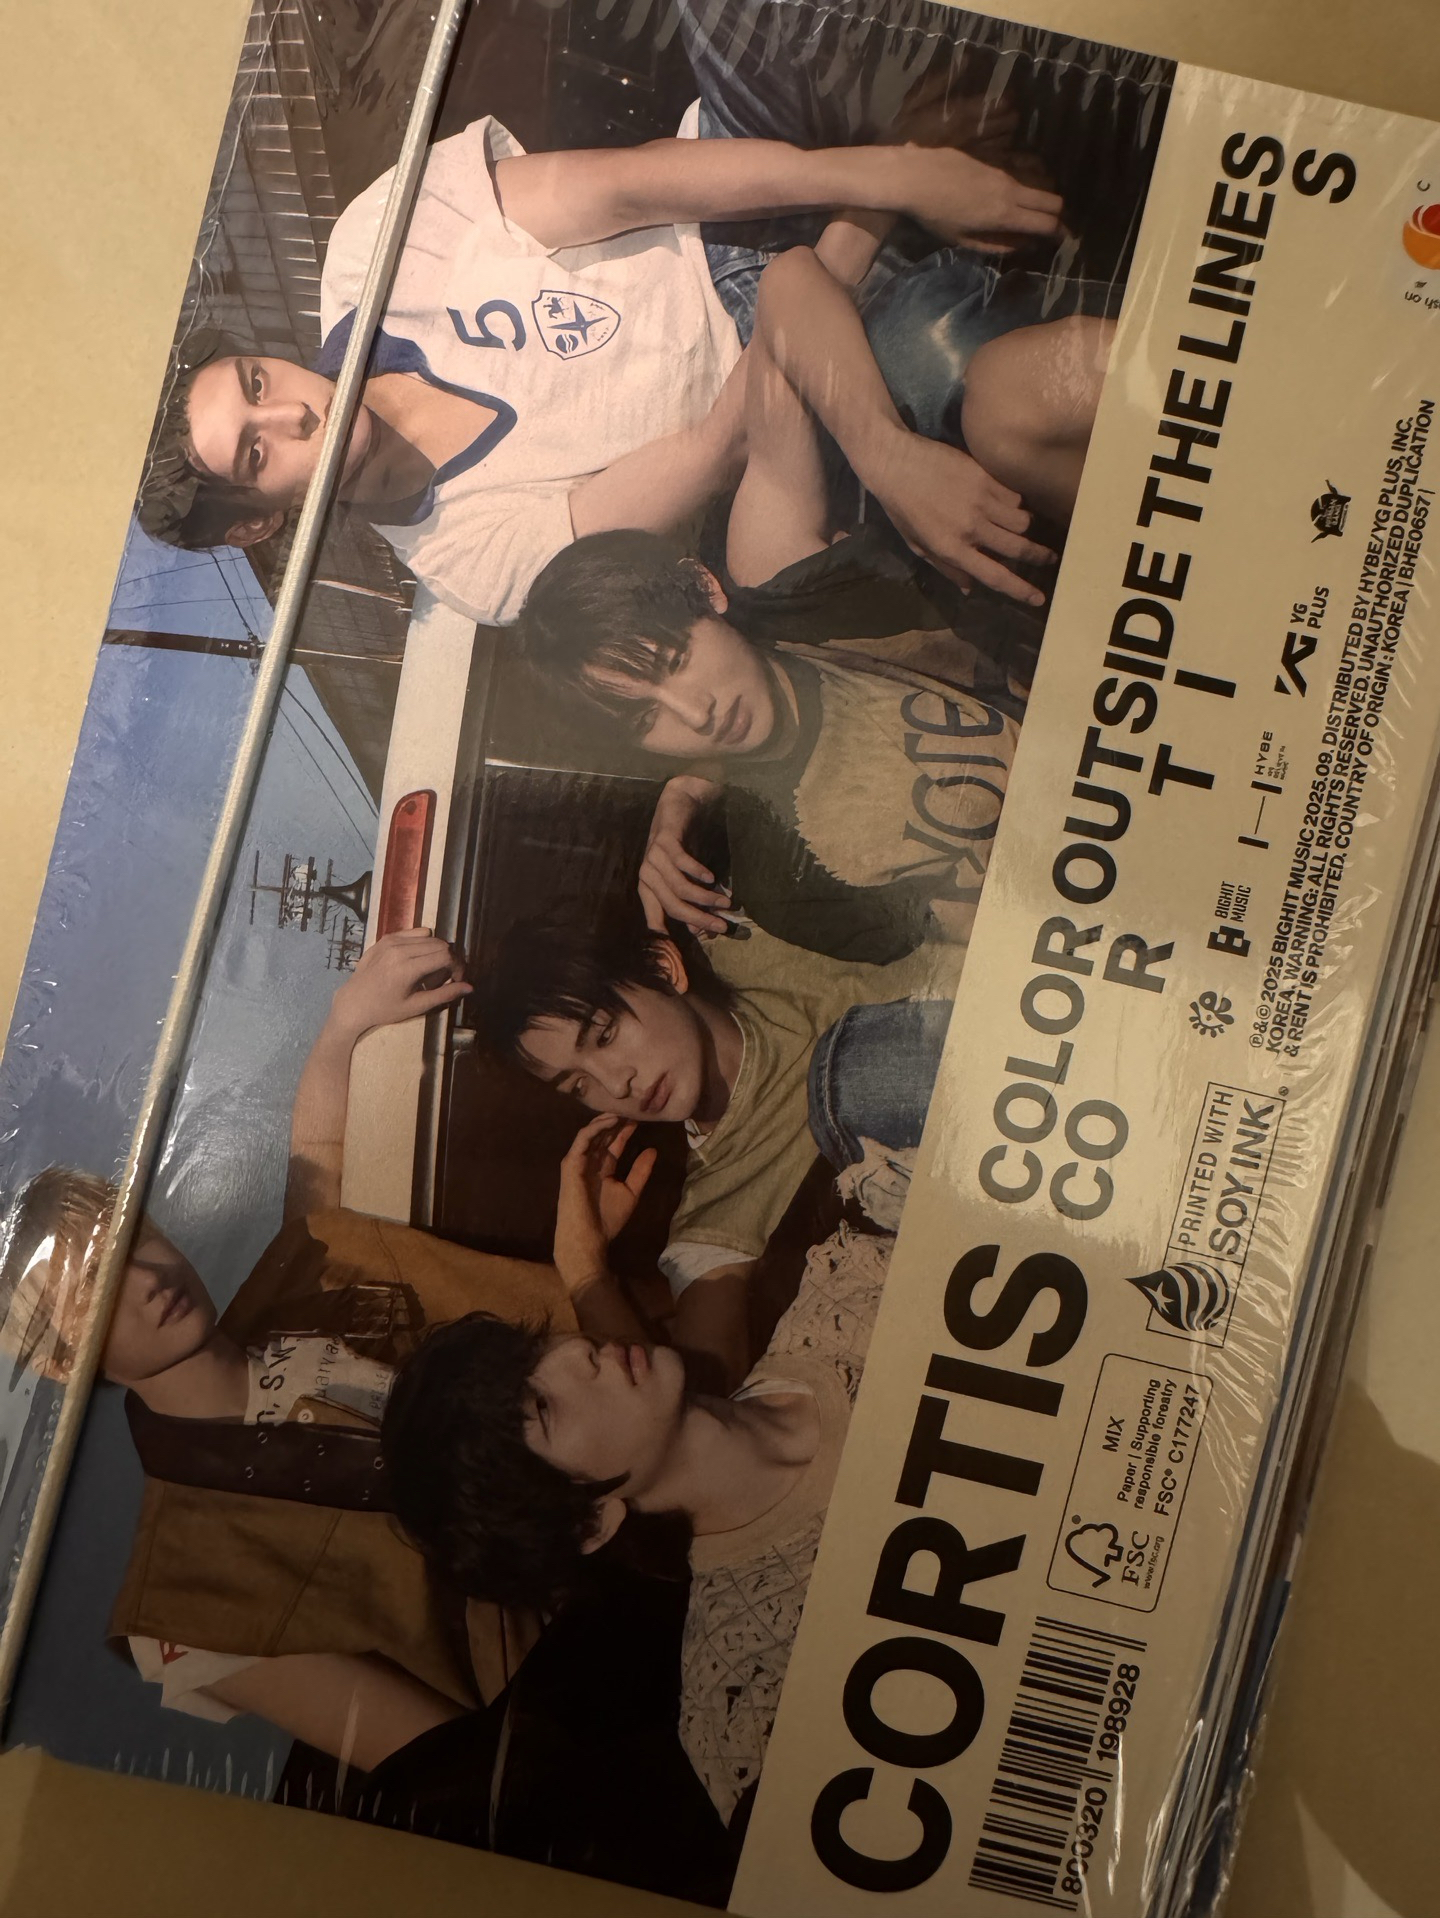 CORTIS
COLOR OUTSIDE THE LINES
CO R T I S
8 800320 198928
MIX
Paper | Supporting
responsible forestry
FSC® C177247
FSC
www.fsc.org
PRINTED WITH
SOY INK
BIGHIT
MUSIC
HYBE
YG
PLUS
Ⓟ&© 2025 BIGHIT MUSIC 2025.09. DISTRIBUTED BY HYBE/YG PLUS, INC.
KOREA. WARNING: ALL RIGHTS RESERVED. UNAUTHORIZED DUPLICATION
& RENT IS PROHIBITED. COUNTRY OF ORIGIN : KOREA | BHE0657 |
5
VOTE